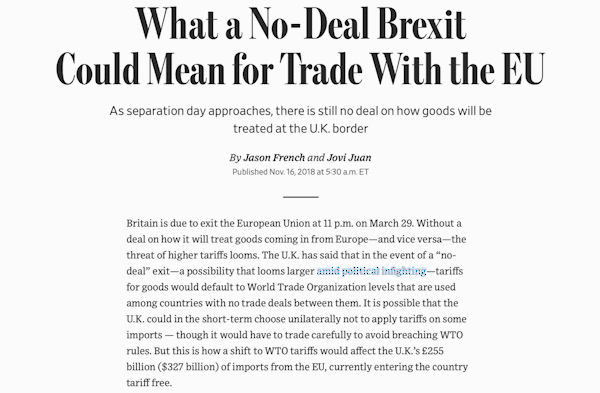 What a No-Deal Brexit
Could Mean for Trade With the EU
As separation day approaches, there is still no deal on how goods will be
treated at the U.K. border
By Jason French and Jovi Juan
Published Nov. 16, 2018 at 5:30 a.m. ET
Britain is due to exit the European Union at 11 p.m. on March 29. Without a
deal on how it will treat goods coming in from Europe—and vice versa—the
threat of higher tariffs looms. The U.K. has said that in the event of a “no-
deal” exit—a possibility that looms larger amid political infighting—tariffs
for goods would default to World Trade Organization levels that are used
among countries with no trade deals between them. It is possible that the
U.K. could in the short-term choose unilaterally not to apply tariffs on some
imports — though it would have to trade carefully to avoid breaching WTO
rules. But this is how a shift to WTO tariffs would affect the U.K.’s £255
billion ($327 billion) of imports from the EU, currently entering the country
tariff free.